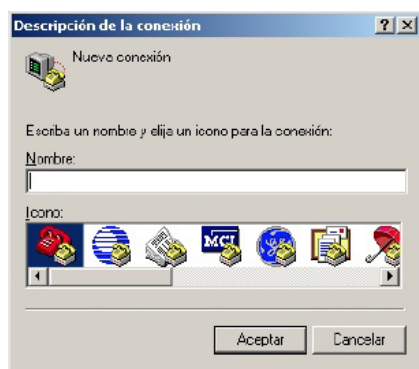 Descripción de la conexión
Nueva conexión
Escriba un nombre y elija un icono para la conexión:
Nombre:
Icono:
MCI
Aceptar
Cancelar